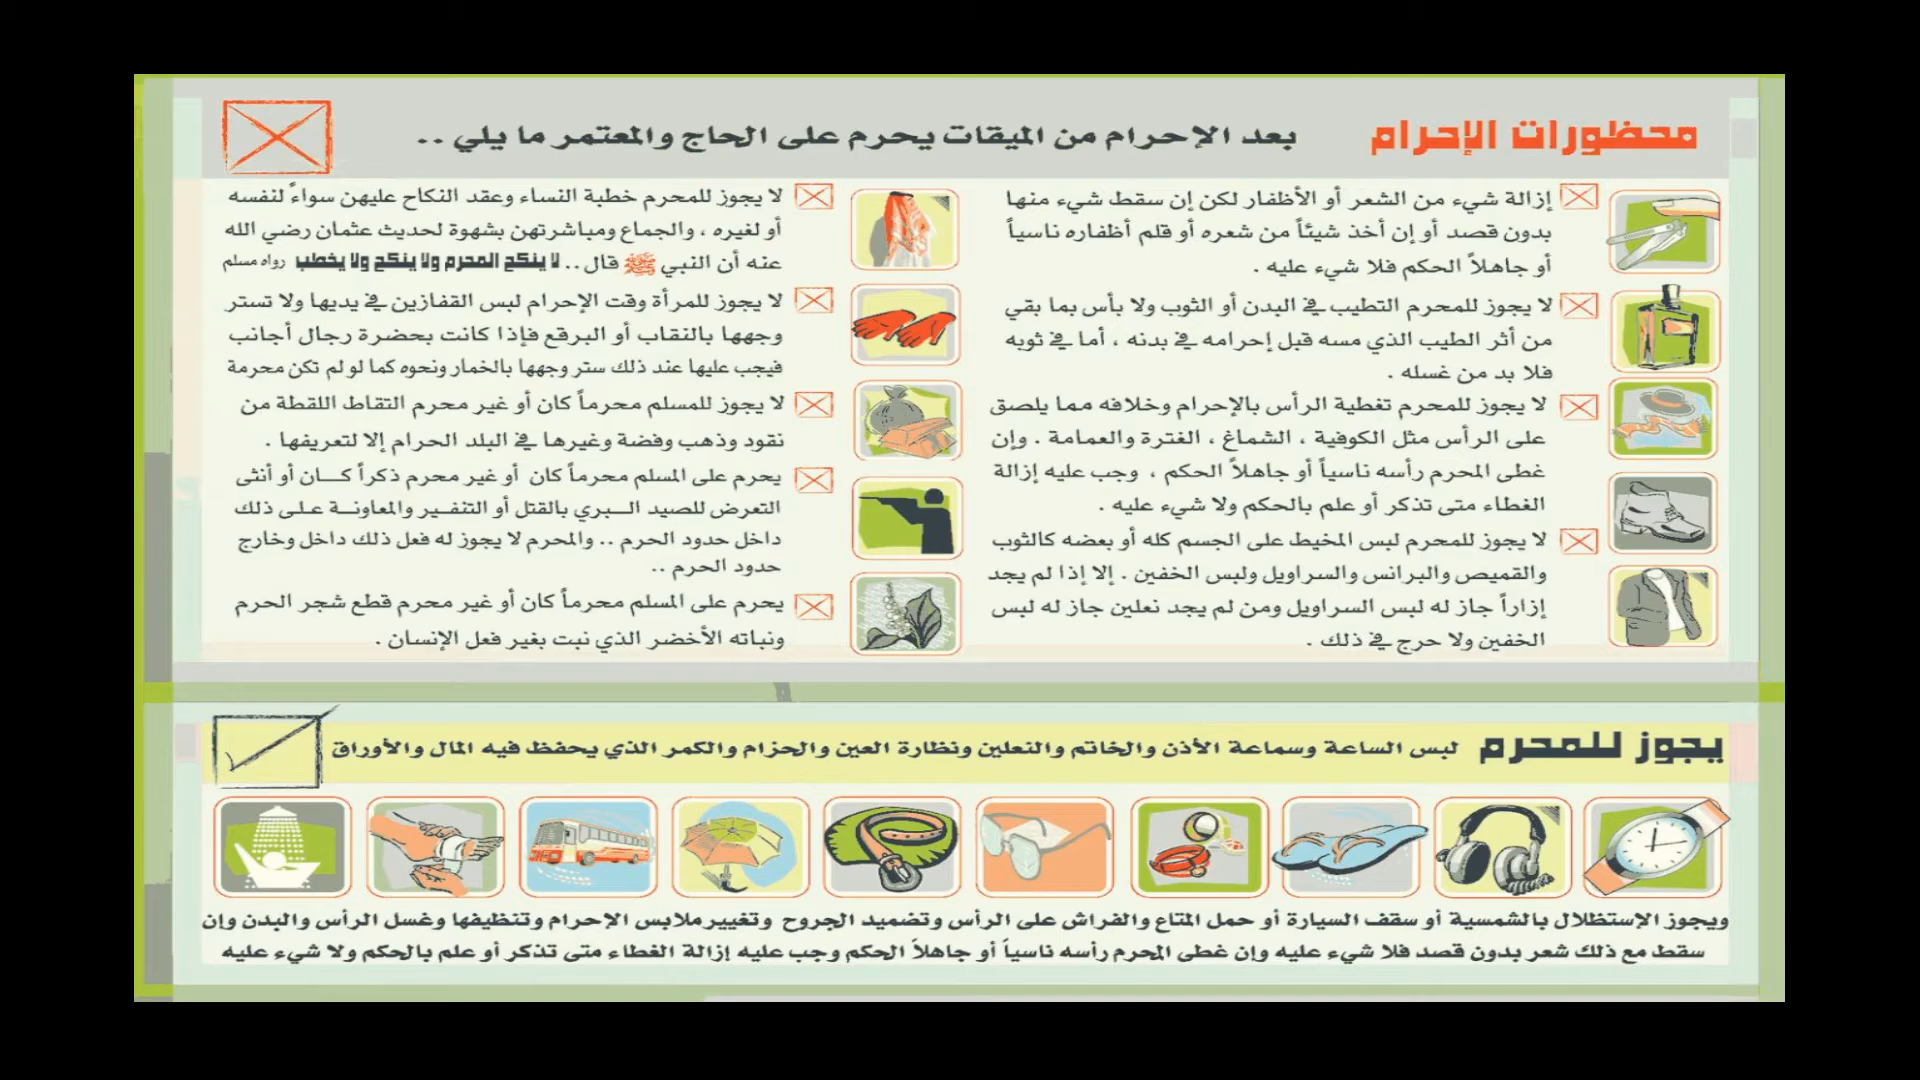 محظورات الإحرام بعد الإحرام من الميقات يحرم على الحاج والمعتمر ما يلي ..
إزالة شيء من الشعر أو الأظفار لكن إن سقط شيء منها
بدون قصد أو إن أخذ شيئاً من شعره أو قلم أظفاره ناسياً
أو جاهلاً الحكم فلا شيء عليه .
لا يجوز للمحرم التطيب في البدن أو الثوب ولا بأس بما بقي
من أثر الطيب الذي مسه قبل إحرامه في بدنه ، أما في ثوبه
فلا بد من غسله .
لا يجوز للمحرم تغطية الرأس بالإحرام وخلافه مما يلصق
على الرأس مثل الكوفية ، الشماغ ، الغترة والعمامة . وإن
غطى المحرم رأسه ناسياً أو جاهلاً الحكم ، وجب عليه إزالة
الغطاء متى تذكر أو علم بالحكم ولا شيء عليه .
لا يجوز للمحرم لبس المخيط على الجسم كله أو بعضه كالثوب
والقميص والبرانس والسراويل ولبس الخفين . إلا إذا لم يجد
إزاراً جاز له لبس السراويل ومن لم يجد نعلين جاز له لبس
الخفين ولا حرج في ذلك .
لا يجوز للمحرم خطبة النساء وعقد النكاح عليهن سواءً لنفسه
أو لغيره ، والجماع ومباشرتهن بشهوة لحديث عثمان رضي الله
عنه أن النبي ﷺ قال .. لا ينكح المحرم ولا ينكح ولا يخطب رواه مسلم
لا يجوز للمرأة وقت الإحرام لبس القفازين في يديها ولا تستر
وجهها بالنقاب أو البرقع فإذا كانت بحضرة رجال أجانب
فيجب عليها عند ذلك ستر وجهها بالخمار ونحوه كما لو لم تكن محرمة
لا يجوز للمسلم محرماً كان أو غير محرم التقاط اللقطة من
نقود وذهب وفضة وغيرها في البلد الحرام إلا لتعريفها .
يحرم على المسلم محرماً كان أو غير محرم ذكراً كــان أو أنثى
التعرض للصيد الــبري بالقتل أو التنفـير والمعاونـة عـلى ذلك
داخل حدود الحرم .. والمحرم لا يجوز له فعل ذلك داخل وخارج
حدود الحرم ..
يحرم على المسلم محرماً كان أو غير محرم قطع شجر الحرم
ونباته الأخضر الذي نبت بغير فعل الإنسان .
يجوز للمحرم لبس الساعة وسماعة الأذن والخاتم والنعلين ونظارة العين والحزام والكمر الذي يحفظ فيه المال والأوراق
ويجوز الإستظلال بالشمسية أو سقف السيارة أو حمل المتاع والفراش على الرأس وتضميد الجروح وتغيير ملابس الإحرام وتنظيفها وغسل الرأس والبدن وإن
سقط مع ذلك شعر بدون قصد فلا شيء عليه وإن غطى المحرم رأسه ناسياً أو جاهلاً الحكم وجب عليه إزالة الغطاء متى تذكر أو علم بالحكم ولا شيء عليه